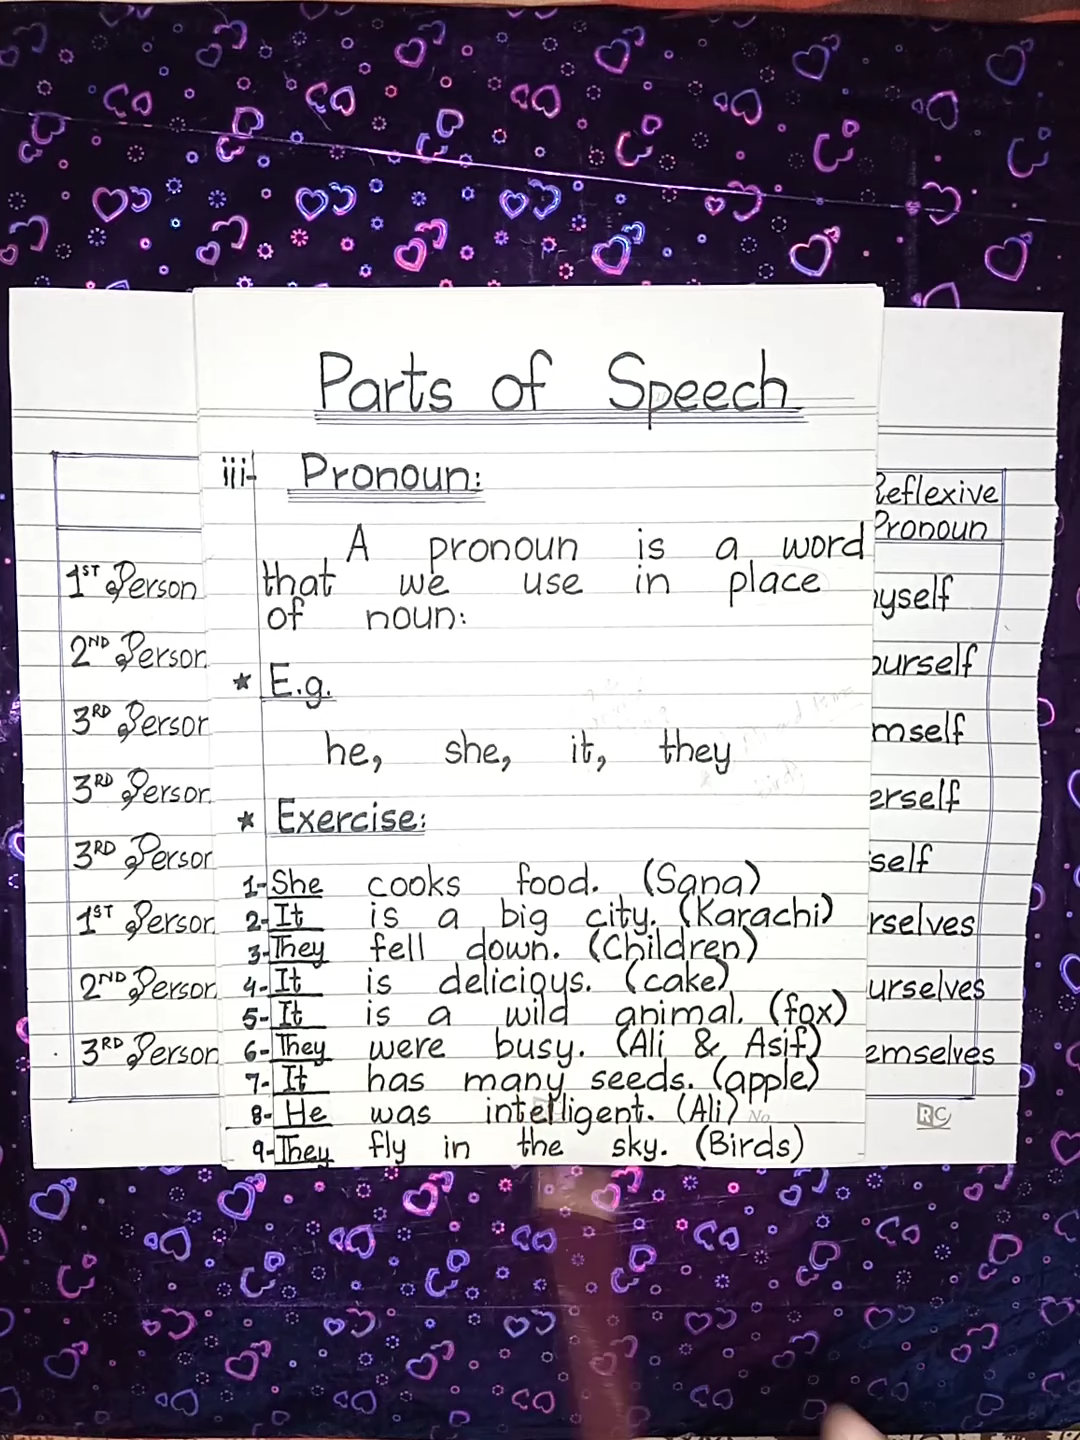 Parts of Speech
iii- Pronoun:
A pronoun is a word
that we use in place
of noun:
* E.g.
he, she, it, they
* Exercise:
1- She cooks food. (Sana)
2- It is a big city. (Karachi)
3- They fell down. (Children)
4- It is delicious. (cake)
5- It is a wild animal. (fox)
6- They were busy. (Ali & Asif)
7- It has many seeds. (apple)
8- He was intelligent. (Ali)
9- They fly in the sky. (Birds)
1ST Person
2ND Person
3RD Person
3RD Person
3RD Person
1ST Person
2ND Person
3RD Person
Reflexive
Pronoun
yself
ourself
mself
erself
self
rselves
urselves
emselves
RC